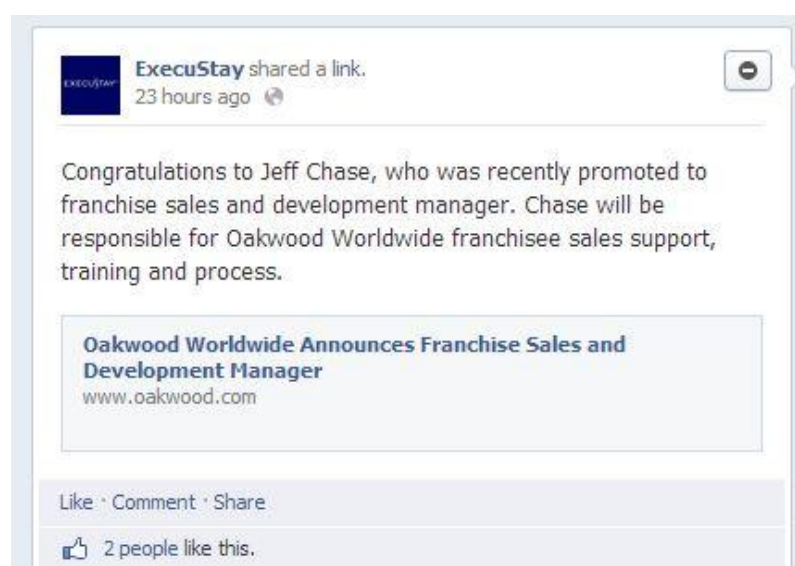 EXECUSTAY
ExecuStay shared a link.
23 hours ago
Congratulations to Jeff Chase, who was recently promoted to
franchise sales and development manager. Chase will be
responsible for Oakwood Worldwide franchisee sales support,
training and process.
Oakwood Worldwide Announces Franchise Sales and
Development Manager
www.oakwood.com
Like · Comment · Share
2 people like this.